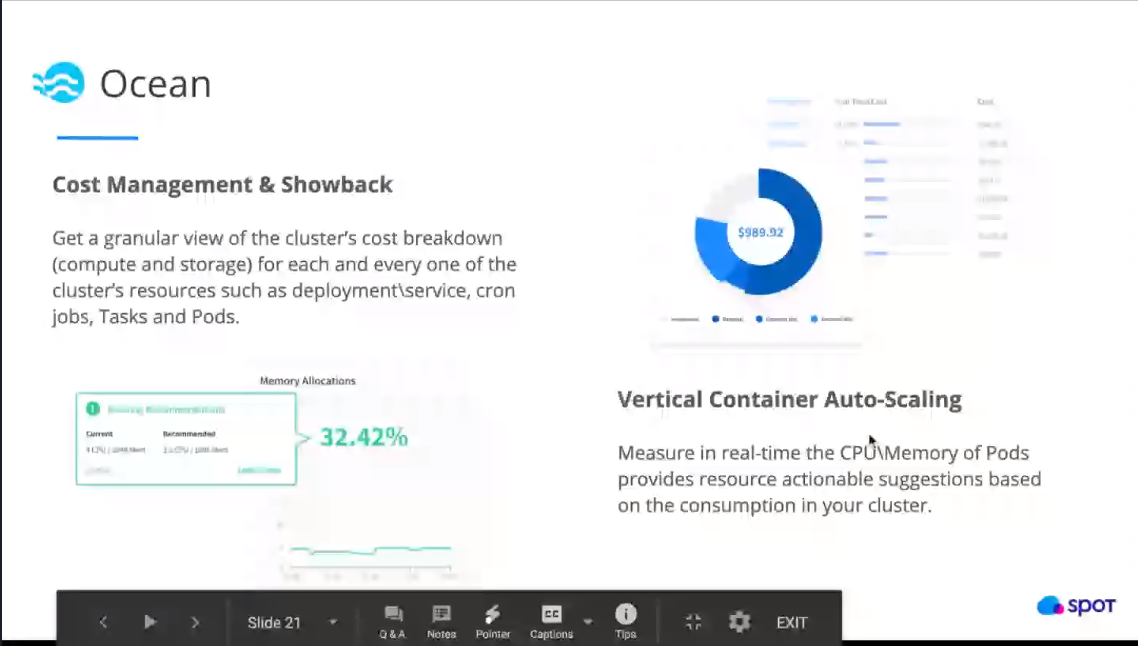 Ocean
Cost Management & Showback
Get a granular view of the cluster's cost breakdown
(compute and storage) for each and every one of the
cluster's resources such as deployment\service, cron
jobs, Tasks and Pods.
$989.92
Memory Allocations
Current Recommended
32.42%
Vertical Container Auto-Scaling
Measure in real-time the CPU\Memory of Pods
provides resource actionable suggestions based
on the consumption in your cluster.
Slide 21
Q & A Notes Pointer Captions Tips
EXIT
spot